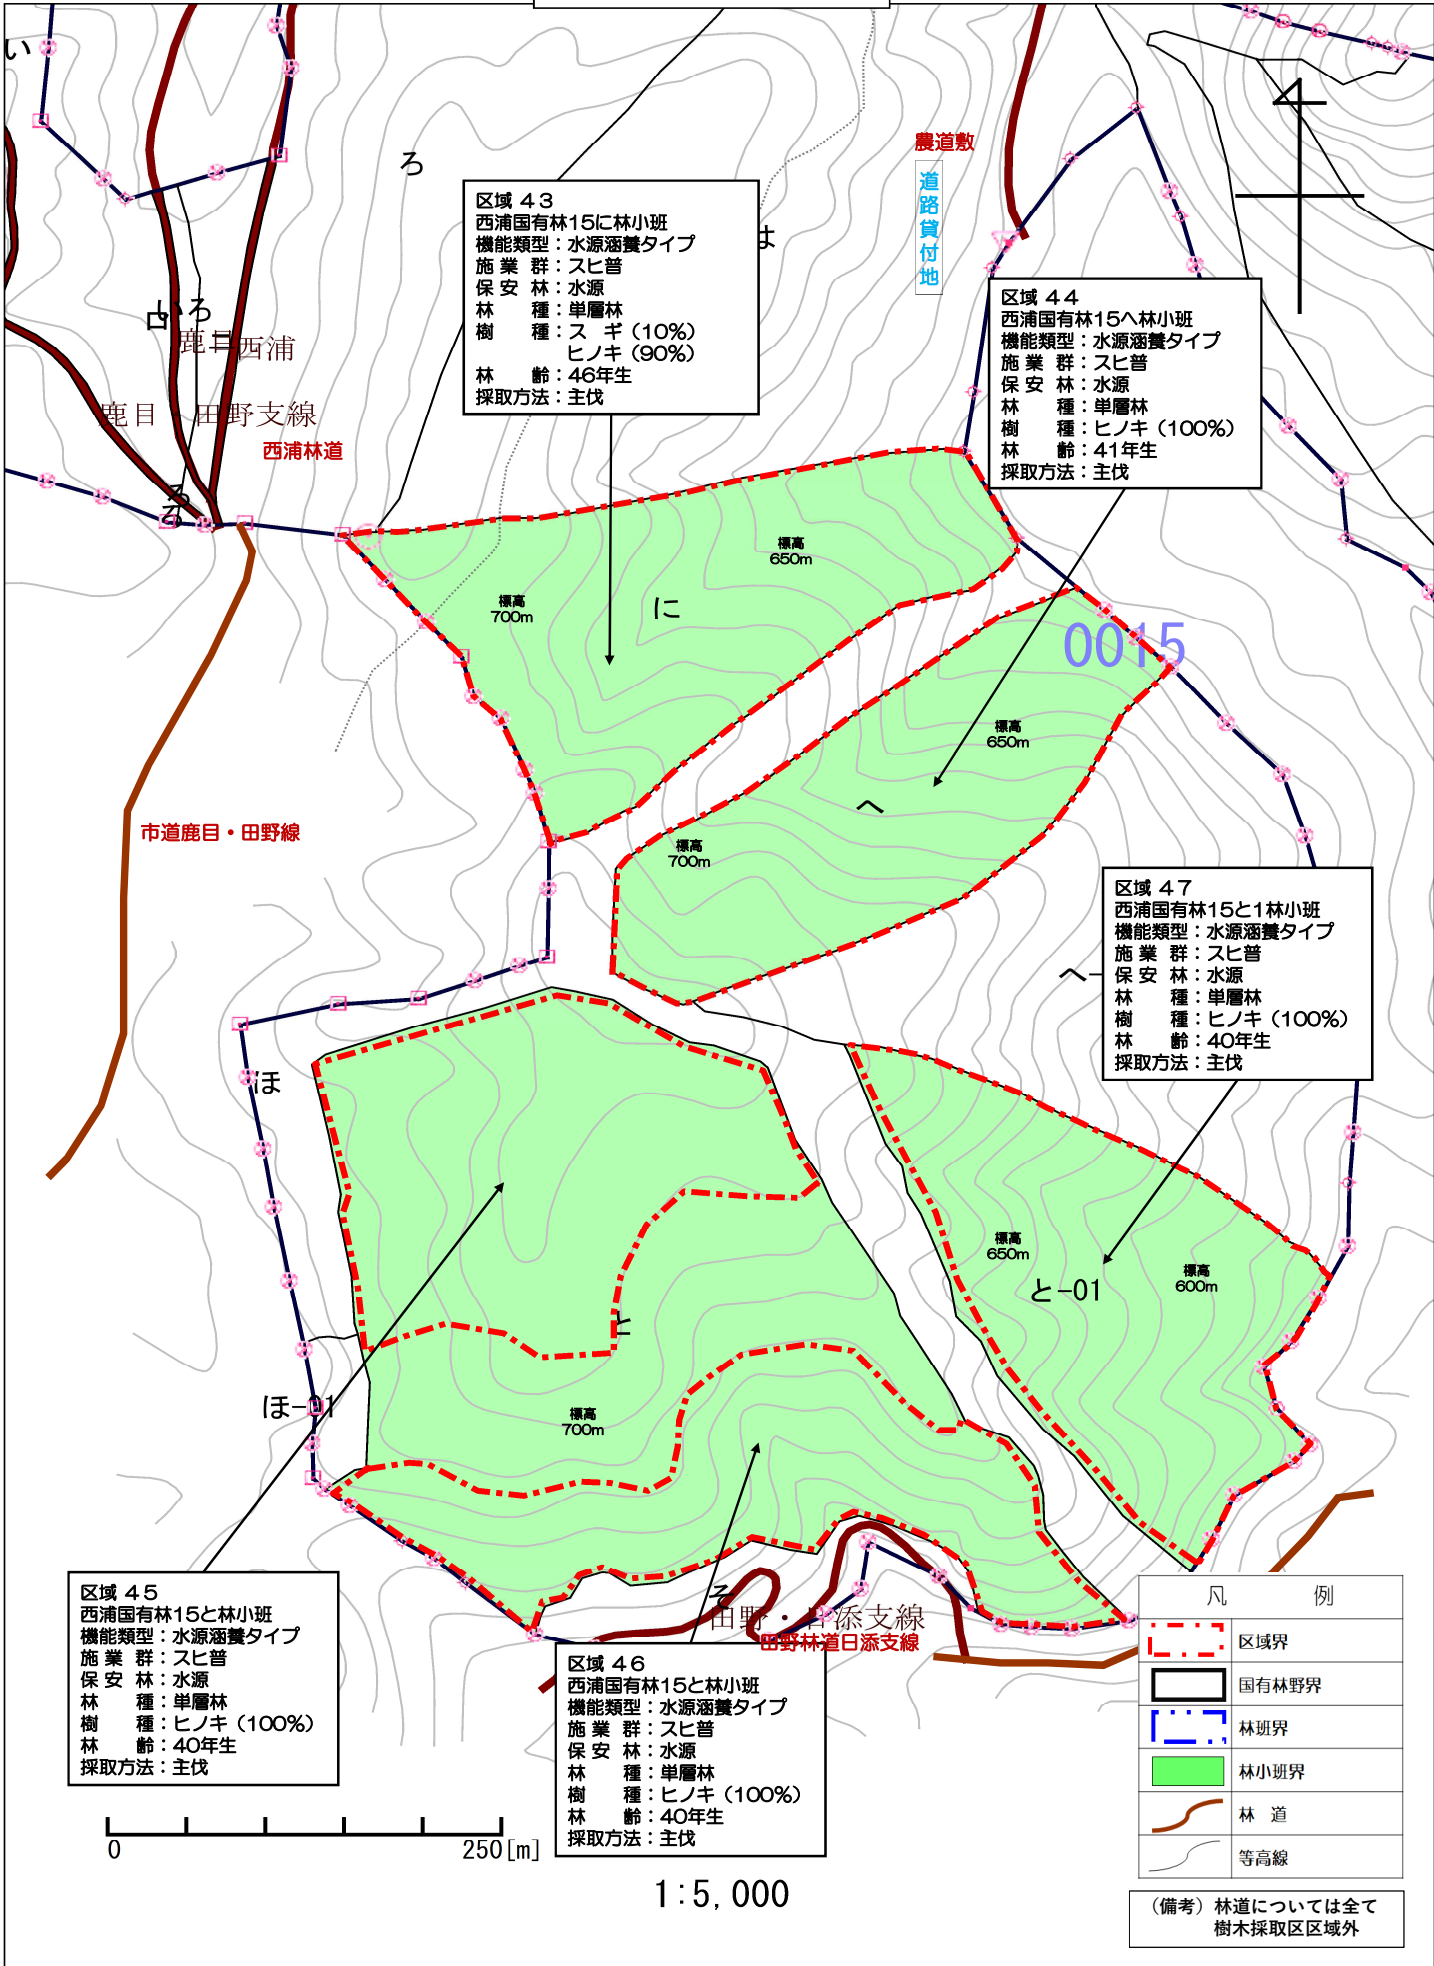 い
ろ
農道敷
道路貸付地
区域 43
西浦国有林15に林小班
機能類型：水源涵養タイプ
施業群：スヒ普
保安林：水源
林　種：単層林
樹　種：ス　ギ（10%）
ヒノキ（90%）
林　齢：46年生
採取方法：主伐
は
区域 44
西浦国有林15へ林小班
機能類型：水源涵養タイプ
施業群：スヒ普
保安林：水源
林　種：単層林
樹　種：ヒノキ（100%）
林　齢：41年生
採取方法：主伐
いろ
西浦
鹿目・田野支線
西浦林道
ろ
ろ
標高
650m
標高
700m
に
0015
標高
650m
へ
市道鹿目・田野線
標高
700m
区域 47
西浦国有林15と1林小班
機能類型：水源涵養タイプ
施業群：スヒ普
保安林：水源
林　種：単層林
樹　種：ヒノキ（100%）
林　齢：40年生
採取方法：主伐
へ
ほ
標高
650m
と-01
標高
600m
と
ほ-01
標高
700m
区域 45
西浦国有林15と林小班
機能類型：水源涵養タイプ
施業群：スヒ普
保安林：水源
林　種：単層林
樹　種：ヒノキ（100%）
林　齢：40年生
採取方法：主伐
そ
田野・日添支線
田野林道日添支線
区域 46
西浦国有林15と林小班
機能類型：水源涵養タイプ
施業群：スヒ普
保安林：水源
林　種：単層林
樹　種：ヒノキ（100%）
林　齢：40年生
採取方法：主伐
凡　例
区域界
国有林野界
林班界
林小班界
林　道
等高線
0 250[m]
1:5,000
（備考）林道については全て
樹木採取区区域外